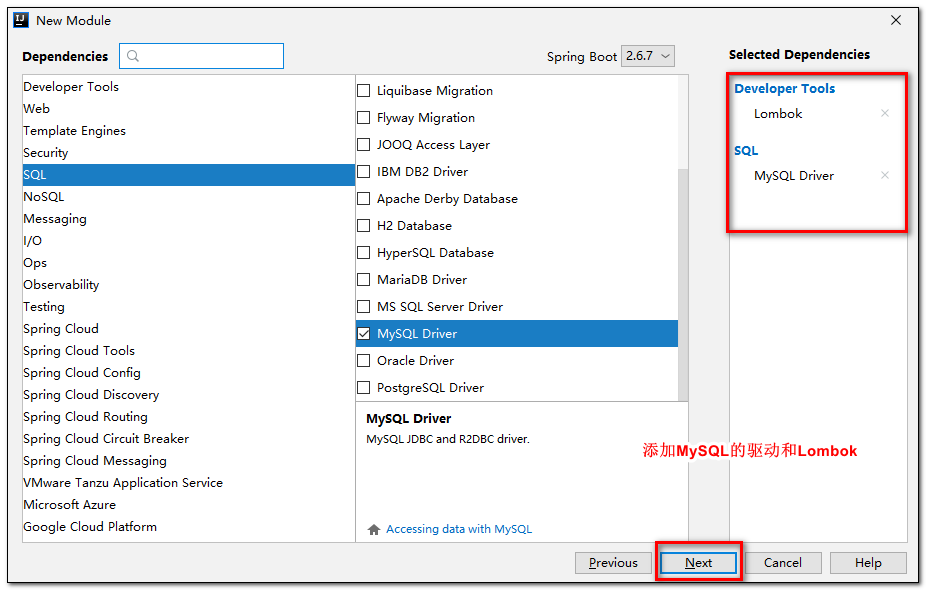 New Module
Dependencies
Spring Boot 2.6.7
Developer Tools
Web
Template Engines
Security
SQL
NoSQL
Messaging
I/O
Ops
Observability
Testing
Spring Cloud
Spring Cloud Tools
Spring Cloud Config
Spring Cloud Discovery
Spring Cloud Routing
Spring Cloud Circuit Breaker
Spring Cloud Messaging
VMware Tanzu Application Service
Microsoft Azure
Google Cloud Platform
Liquibase Migration
Flyway Migration
JOOQ Access Layer
IBM DB2 Driver
Apache Derby Database
H2 Database
HyperSQL Database
MariaDB Driver
MS SQL Server Driver
MySQL Driver
Oracle Driver
PostgreSQL Driver
MySQL Driver
MySQL JDBC and R2DBC driver.
Accessing data with MySQL
Selected Dependencies
Developer Tools
Lombok
SQL
MySQL Driver
添加MySQL的驱动和Lombok
Previous
Next
Cancel
Help